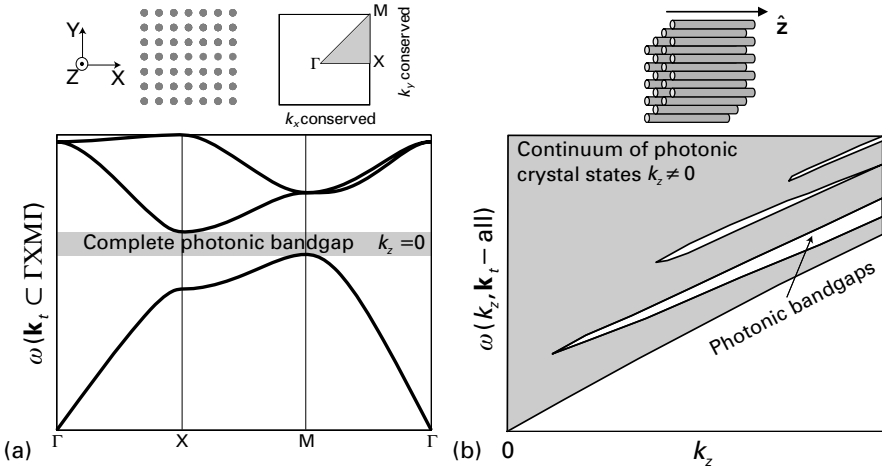 Y
Z
X
M
Γ
X
k_y conserved
k_x conserved
ẑ
ω(k_t ⊂ ΓXMΓ)
Complete photonic bandgap k_z =0
Γ
X
M
Γ
(a)
Continuum of photonic
crystal states k_z ≠ 0
ω(k_z, k_t – all)
Photonic bandgaps
(b)
0
k_z